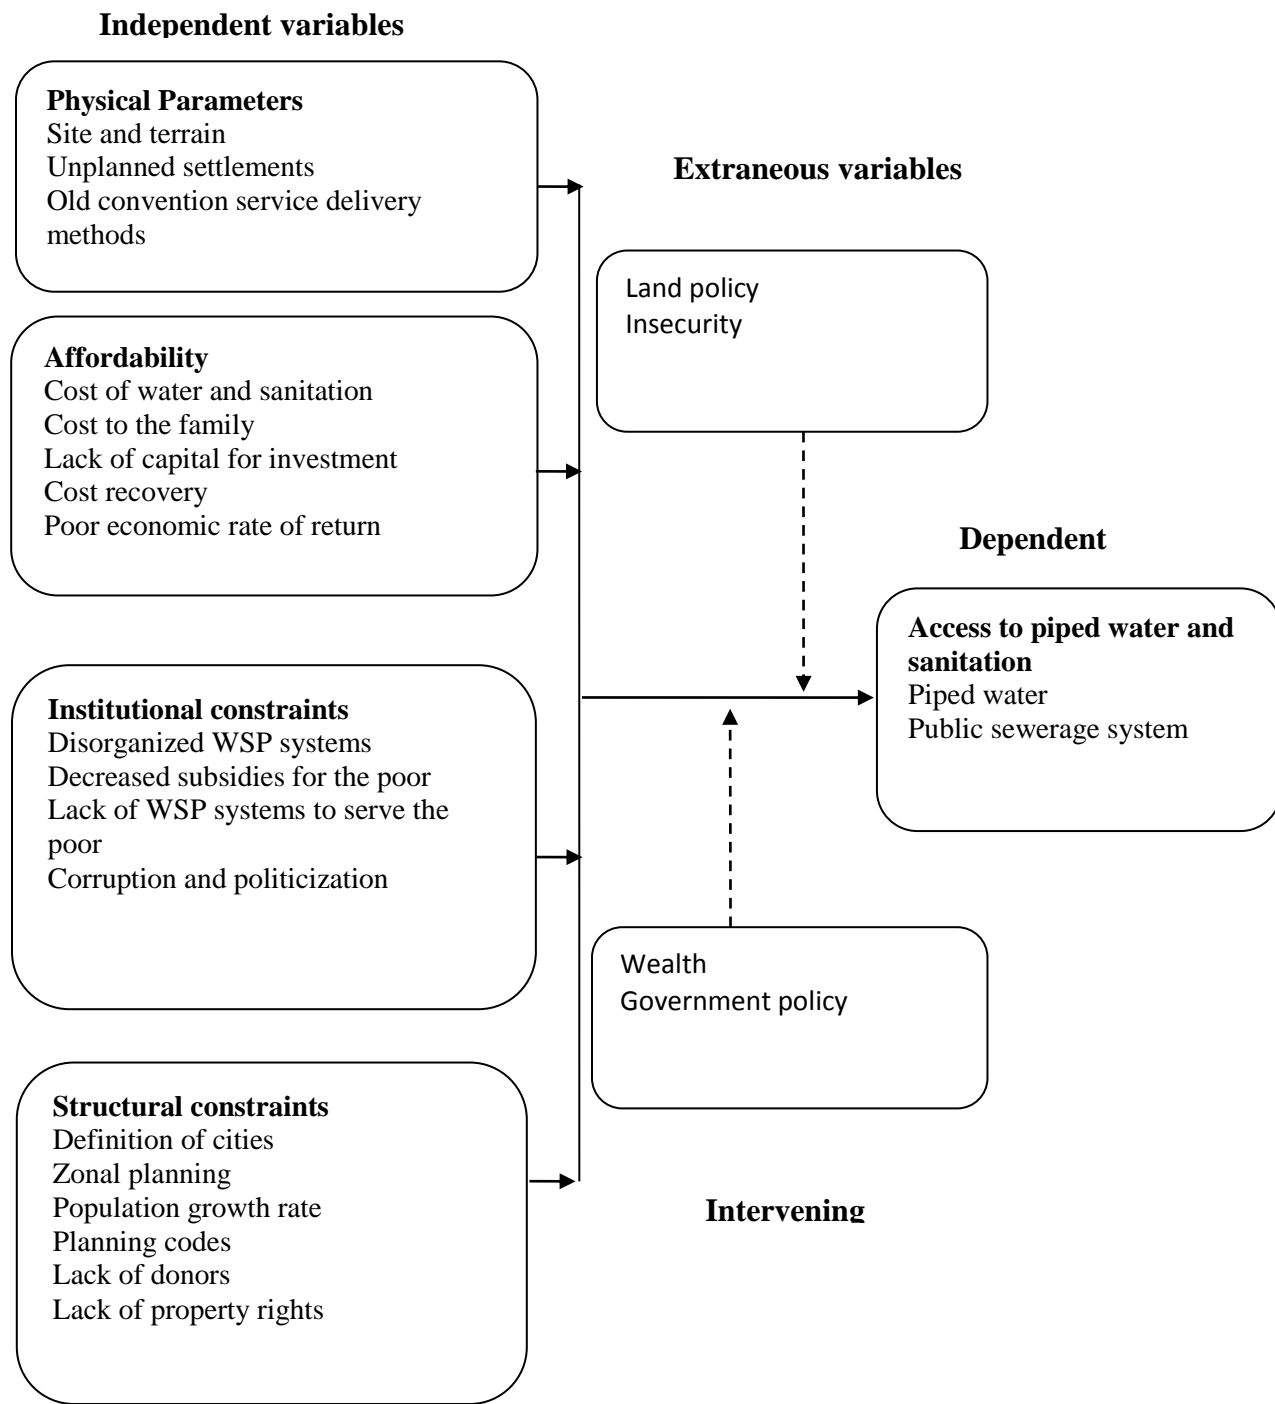 Independent variables
Physical Parameters
Site and terrain
Unplanned settlements
Old convention service delivery
methods
Extraneous variables
Land policy
Insecurity
Affordability
Cost of water and sanitation
Cost to the family
Lack of capital for investment
Cost recovery
Poor economic rate of return
Dependent
Access to piped water and
sanitation
Piped water
Public sewerage system
Institutional constraints
Disorganized WSP systems
Decreased subsidies for the poor
Lack of WSP systems to serve the
poor
Corruption and politicization
Wealth
Government policy
Intervening
Structural constraints
Definition of cities
Zonal planning
Population growth rate
Planning codes
Lack of donors
Lack of property rights